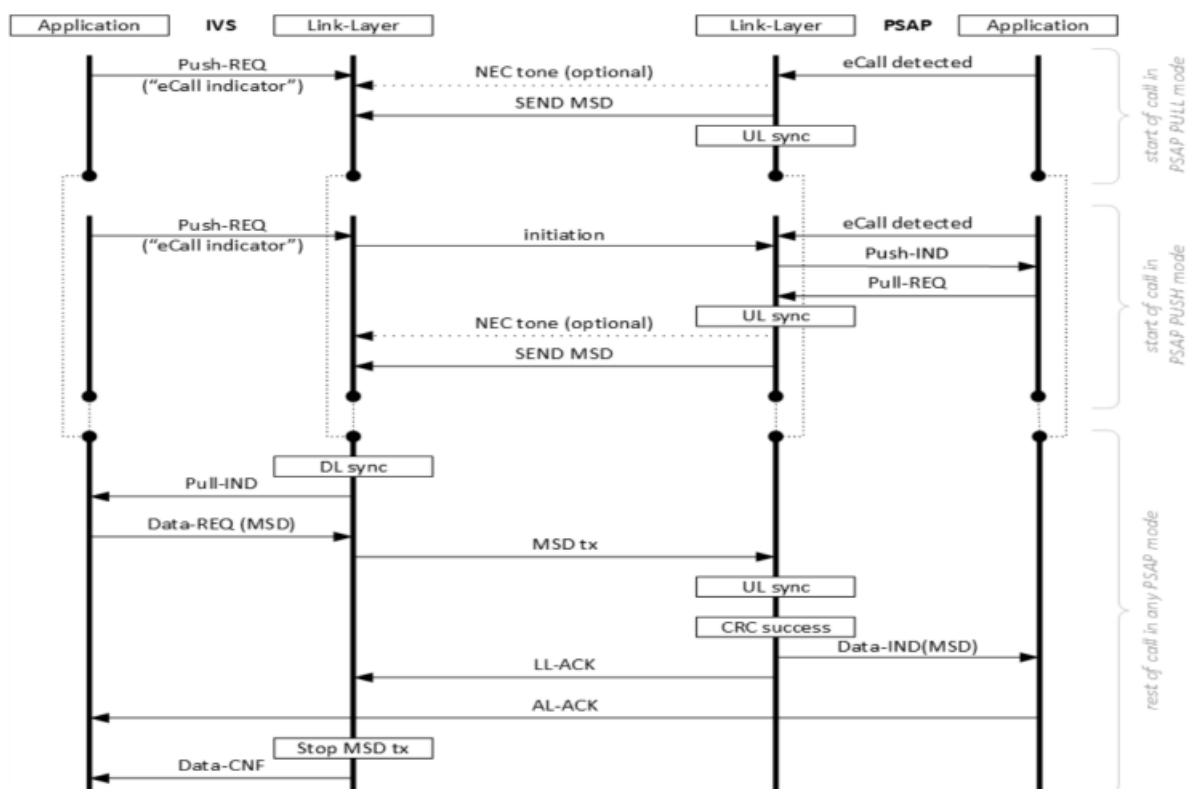 Application IVS Link-Layer Link-Layer PSAP Application
Push-REQ
("eCall indicator")
NEC tone (optional)
eCall detected
SEND MSD
UL sync
start of call in
PSAP PULL mode
Push-REQ
("eCall indicator")
initiation
eCall detected
Push-IND
Pull-REQ
UL sync
NEC tone (optional)
SEND MSD
start of call in
PSAP PUSH mode
DL sync
Pull-IND
Data-REQ (MSD)
MSD tx
UL sync
CRC success
Data-IND(MSD)
LL-ACK
AL-ACK
Stop MSD tx
Data-CNF
rest of call in any PSAP mode